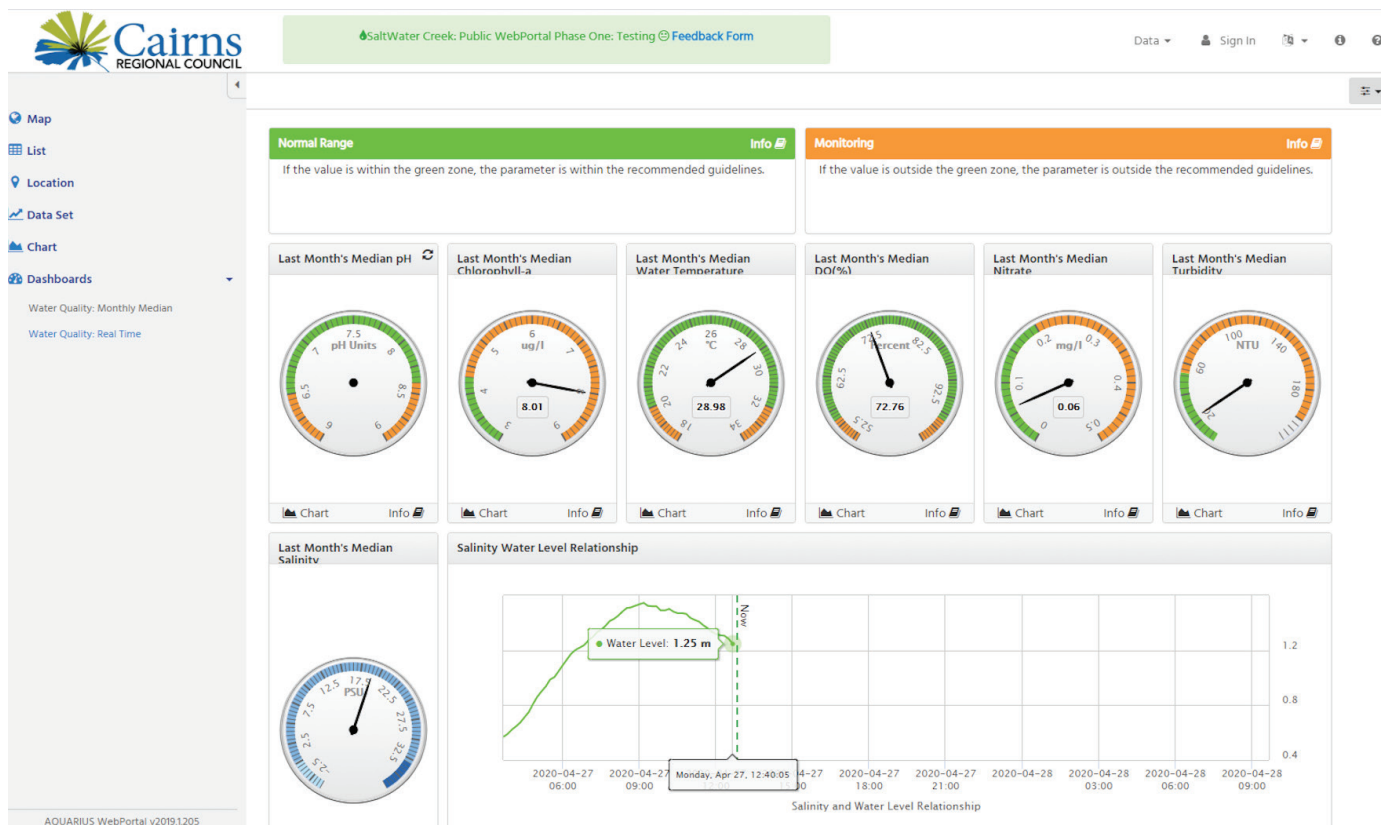 Cairns
REGIONAL COUNCIL
SaltWater Creek: Public WebPortal Phase One: Testing Feedback Form
Data
Sign In
Map
List
Location
Data Set
Chart
Dashboards
Water Quality: Monthly Median
Water Quality: Real Time
AQUARIUS WebPortal v2019.1.205
Normal Range
Info
If the value is within the green zone, the parameter is within the recommended guidelines.
Monitoring
Info
If the value is outside the green zone, the parameter is outside the recommended guidelines.
Last Month's Median pH
6 6.5 7 7.5 8 8.5 9
pH Units
Chart Info
Last Month's Median
Chlorophyll-a
3 4 5 6 7 9
ug/l
8.01
Chart Info
Last Month's Median
Water Temperature
18 20 22 24 26 28 30 32 34
°C
28.98
Chart Info
Last Month's Median
DO(%)
52.5 62.5 72.5 82.5 92.5
Percent
72.76
Chart Info
Last Month's Median
Nitrate
0 0.1 0.2 0.3 0.4 0.5
mg/l
0.06
Chart Info
Last Month's Median
Turbidity
20 60 100 140 180
NTU
Chart Info
Last Month's Median
Salinity
-2.5 2.5 7.5 12.5 17.5 22.5 27.5 32.5
PSU
Salinity Water Level Relationship
Now
Water Level: 1.25 m
1.2
0.8
0.4
Monday, Apr 27, 12:40:05
2020-04-27 2020-04-27 4-27 2020-04-27 2020-04-27 2020-04-28 2020-04-28 2020-04-28 2020-04-28
06:00 09:00 12:00 18:00 21:00 03:00 06:00 09:00
Salinity and Water Level Relationship